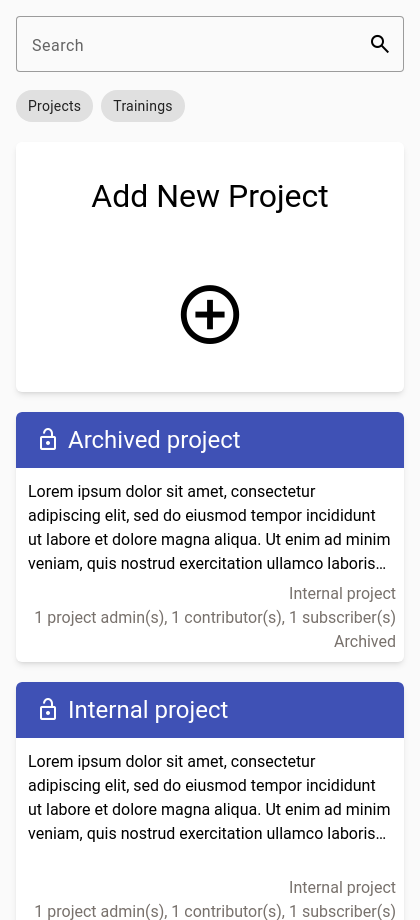 Search
Projects
Trainings
Add New Project
Archived project
Lorem ipsum dolor sit amet, consectetur
adipiscing elit, sed do eiusmod tempor incididunt
ut labore et dolore magna aliqua. Ut enim ad minim
veniam, quis nostrud exercitation ullamco laboris...
Internal project
1 project admin(s), 1 contributor(s), 1 subscriber(s)
Archived
Internal project
Lorem ipsum dolor sit amet, consectetur
adipiscing elit, sed do eiusmod tempor incididunt
ut labore et dolore magna aliqua. Ut enim ad minim
veniam, quis nostrud exercitation ullamco laboris...
Internal project
1 project admin(s), 1 contributor(s), 1 subscriber(s)